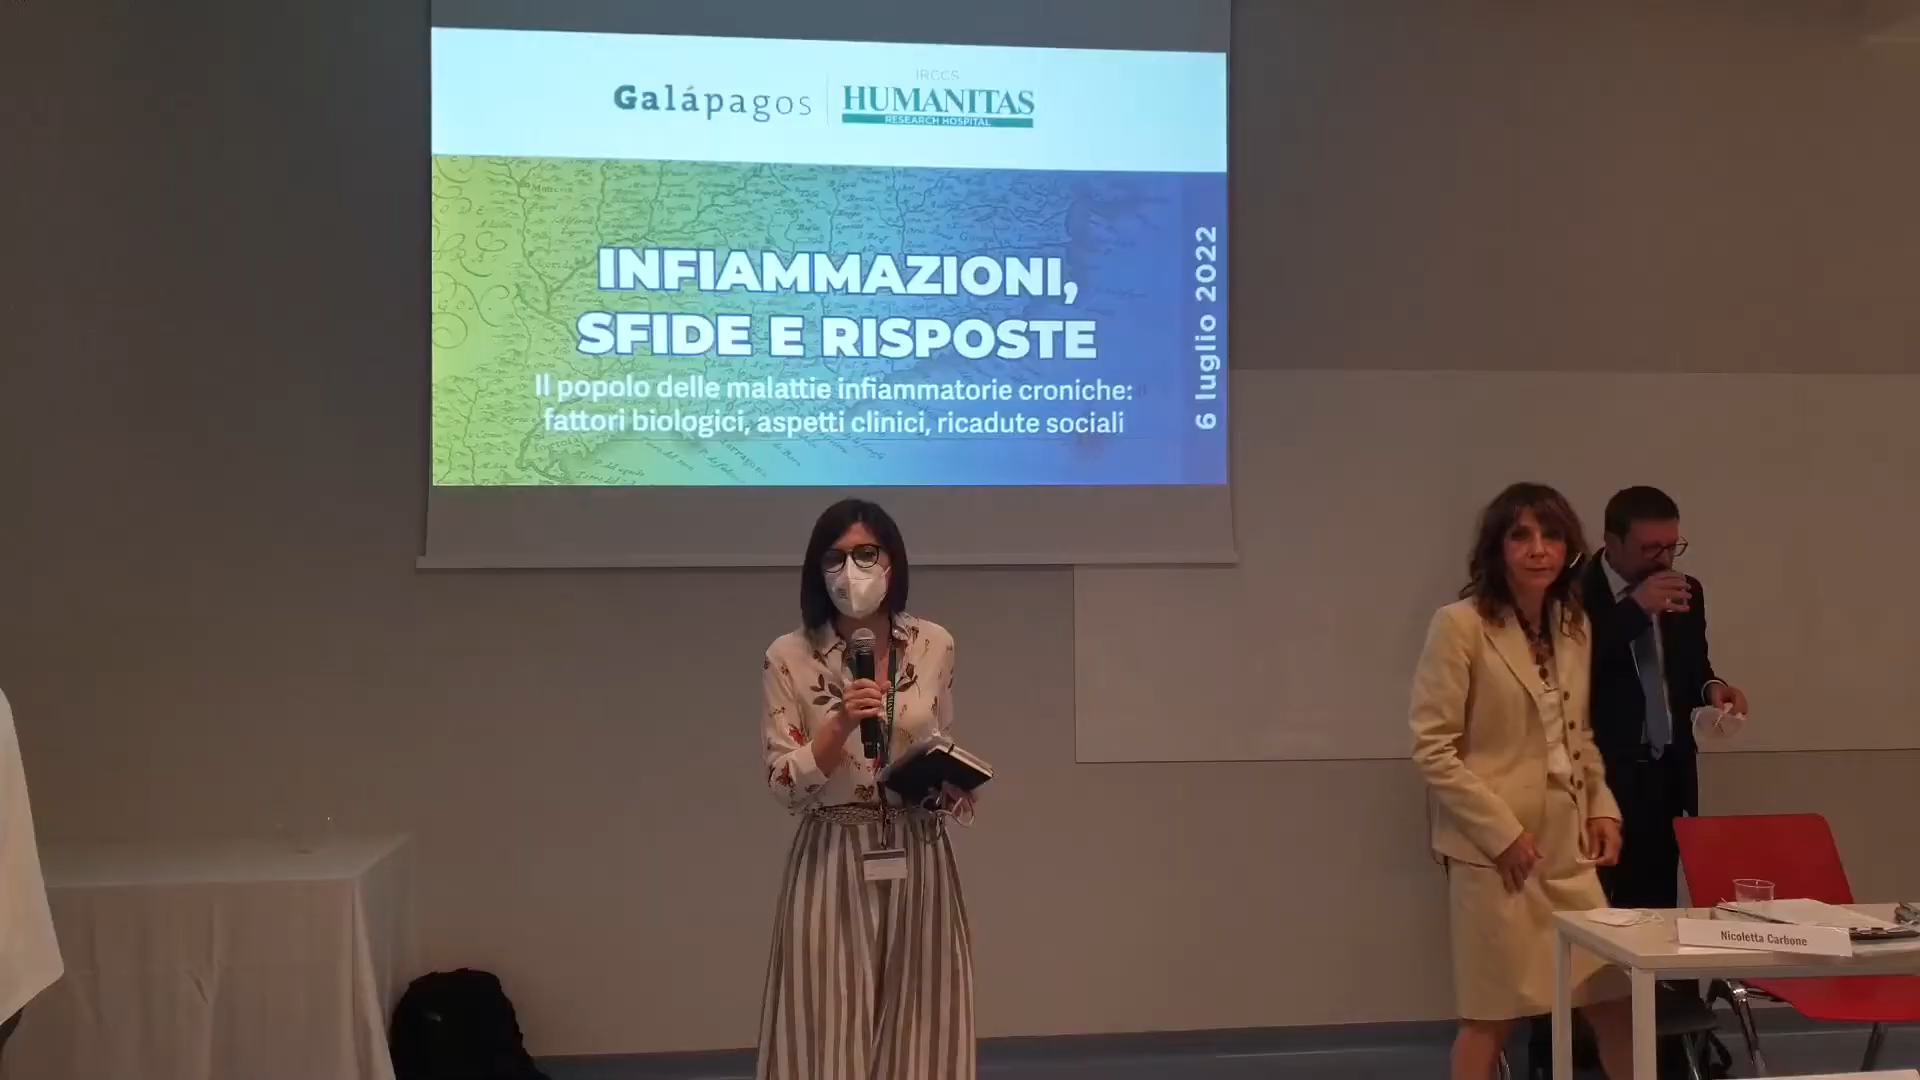 Galápagos
IRCCS
HUMANITAS
RESEARCH HOSPITAL
INFIAMMAZIONI,
SFIDE E RISPOSTE
Il popolo delle malattie infiammatorie croniche:
fattori biologici, aspetti clinici, ricadute sociali
6 luglio 2022
Nicoletta Carbone